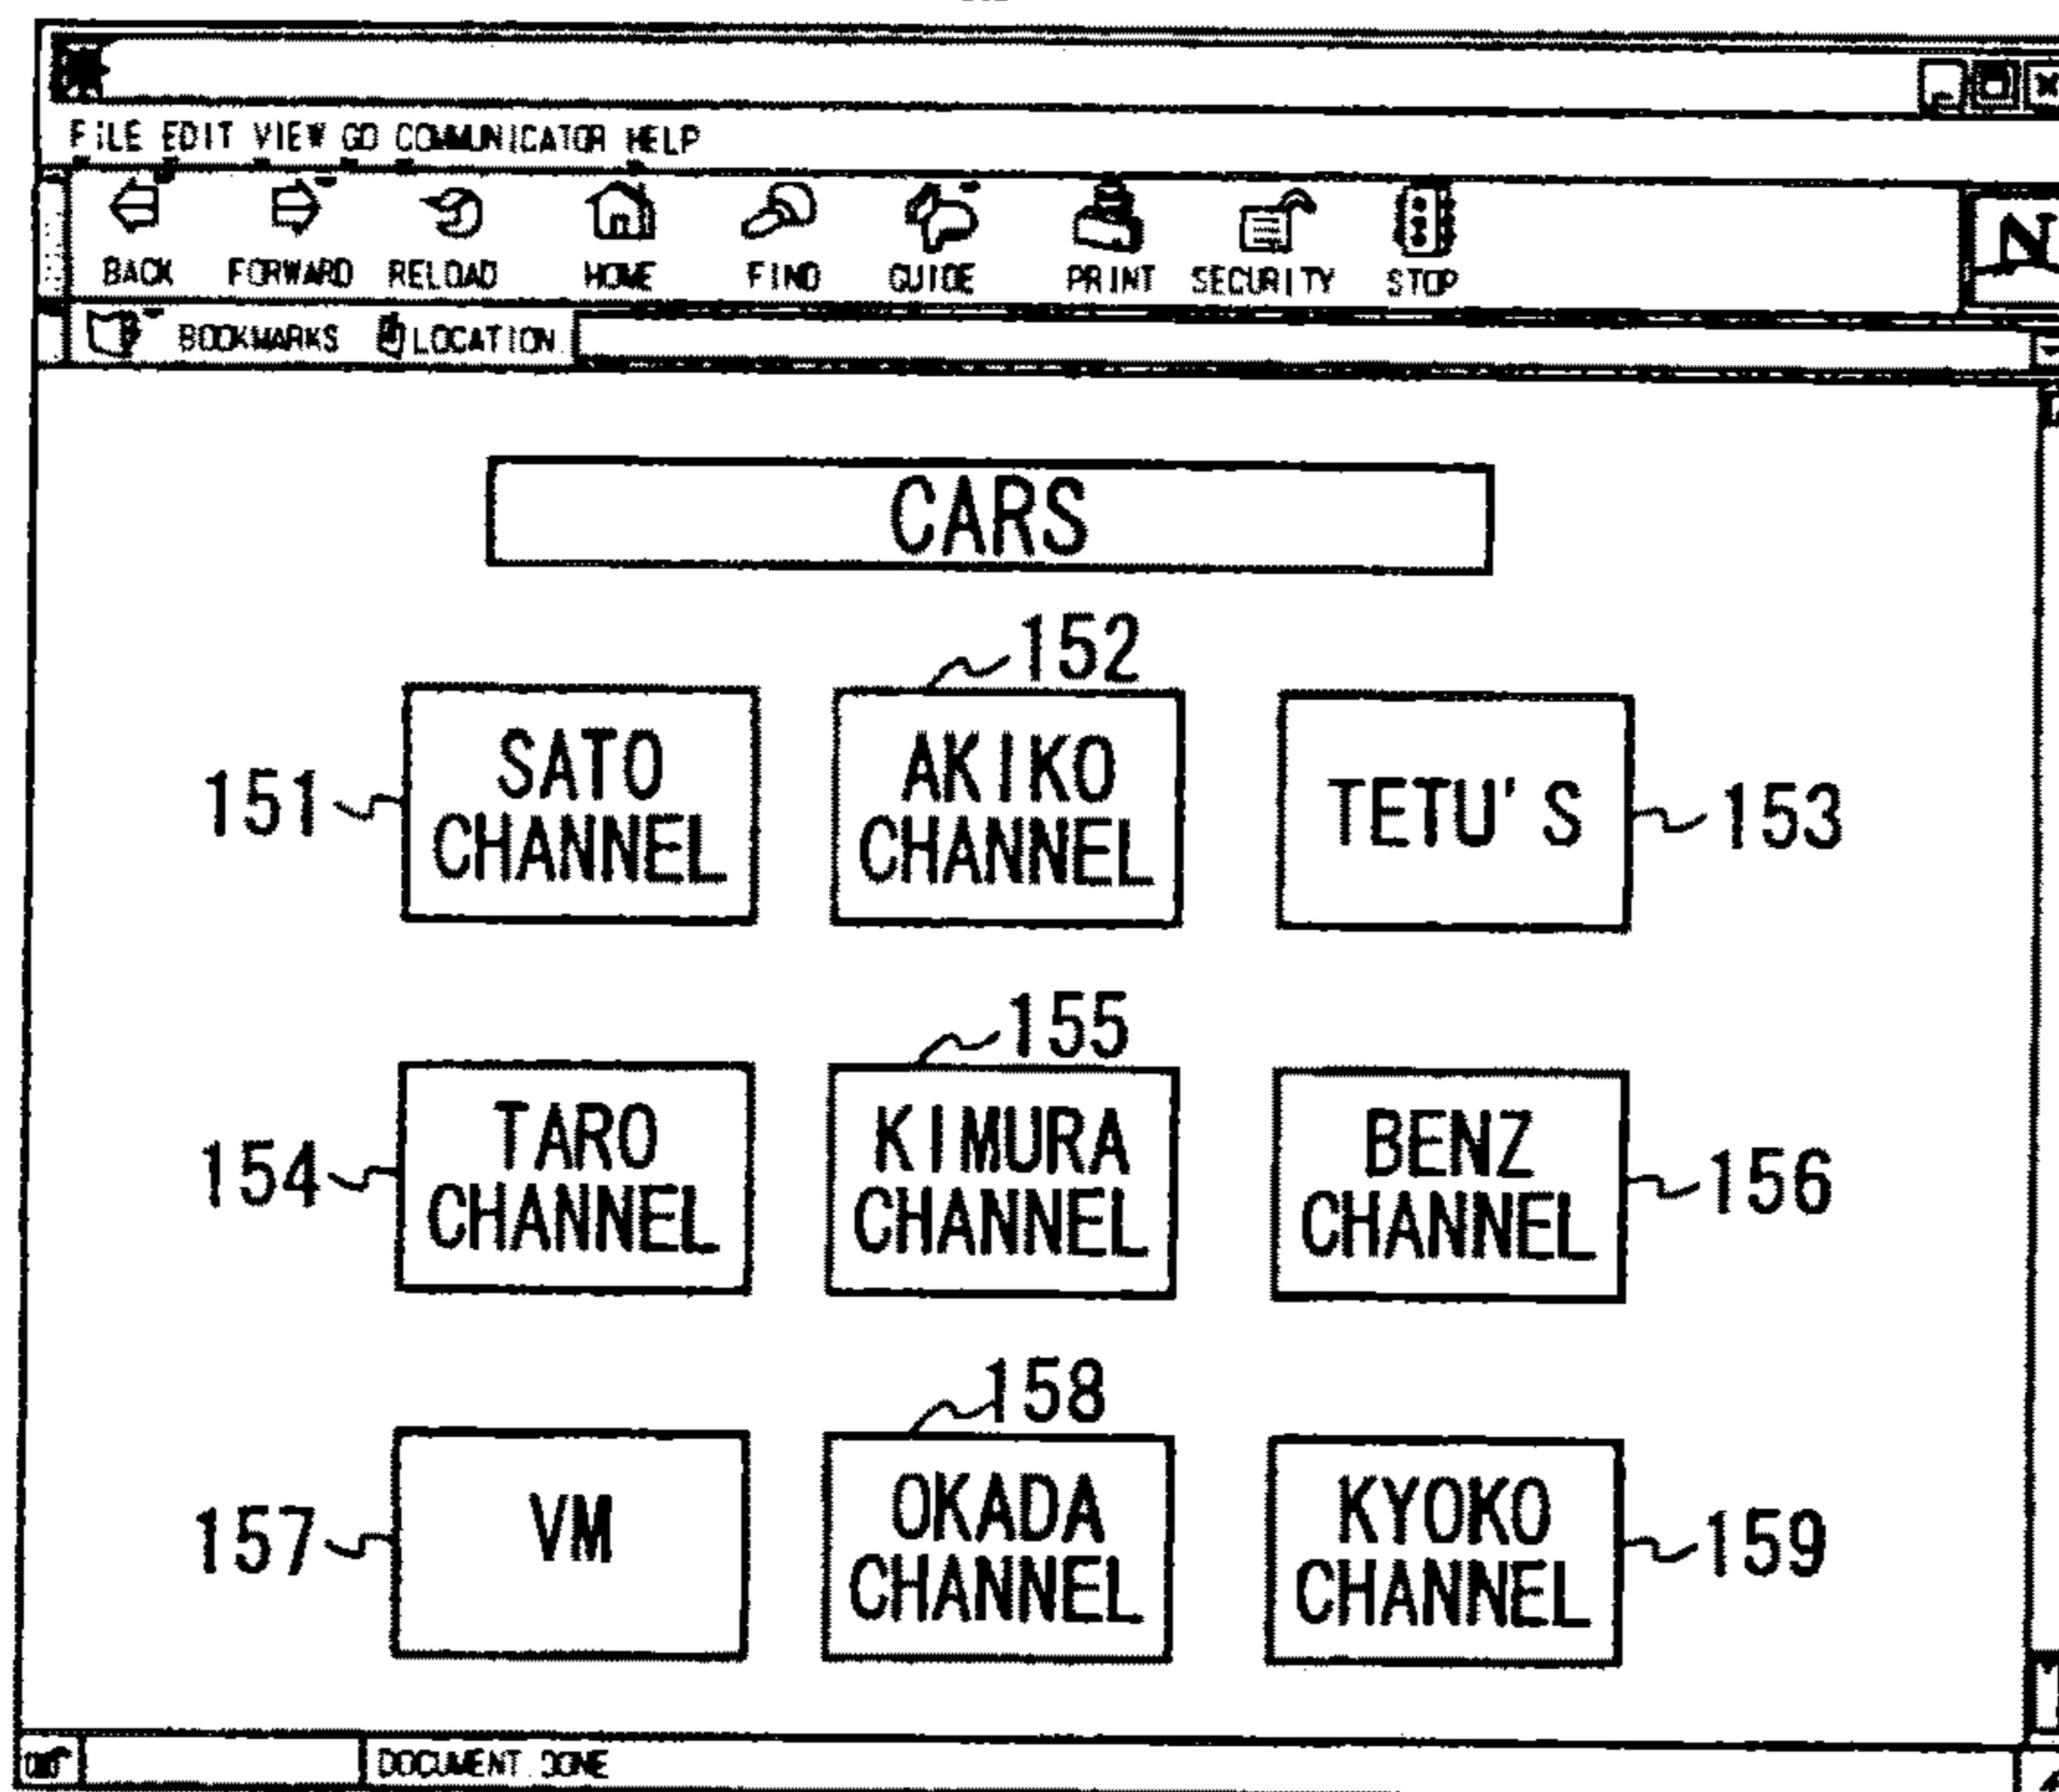 FILE EDIT VIEW GO COMMUNICATOR HELP
BACK FORWARD RELOAD HOME FIND GUIDE PRINT SECURITY STOP
N
BOOKMARKS LOCATION
CARS
152
151 SATO CHANNEL
AKIKO CHANNEL
TETU'S 153
155
154 TARO CHANNEL
KIMURA CHANNEL
BENZ CHANNEL 156
158
157 VM
OKADA CHANNEL
KYOKO CHANNEL 159
DOCUMENT DONE